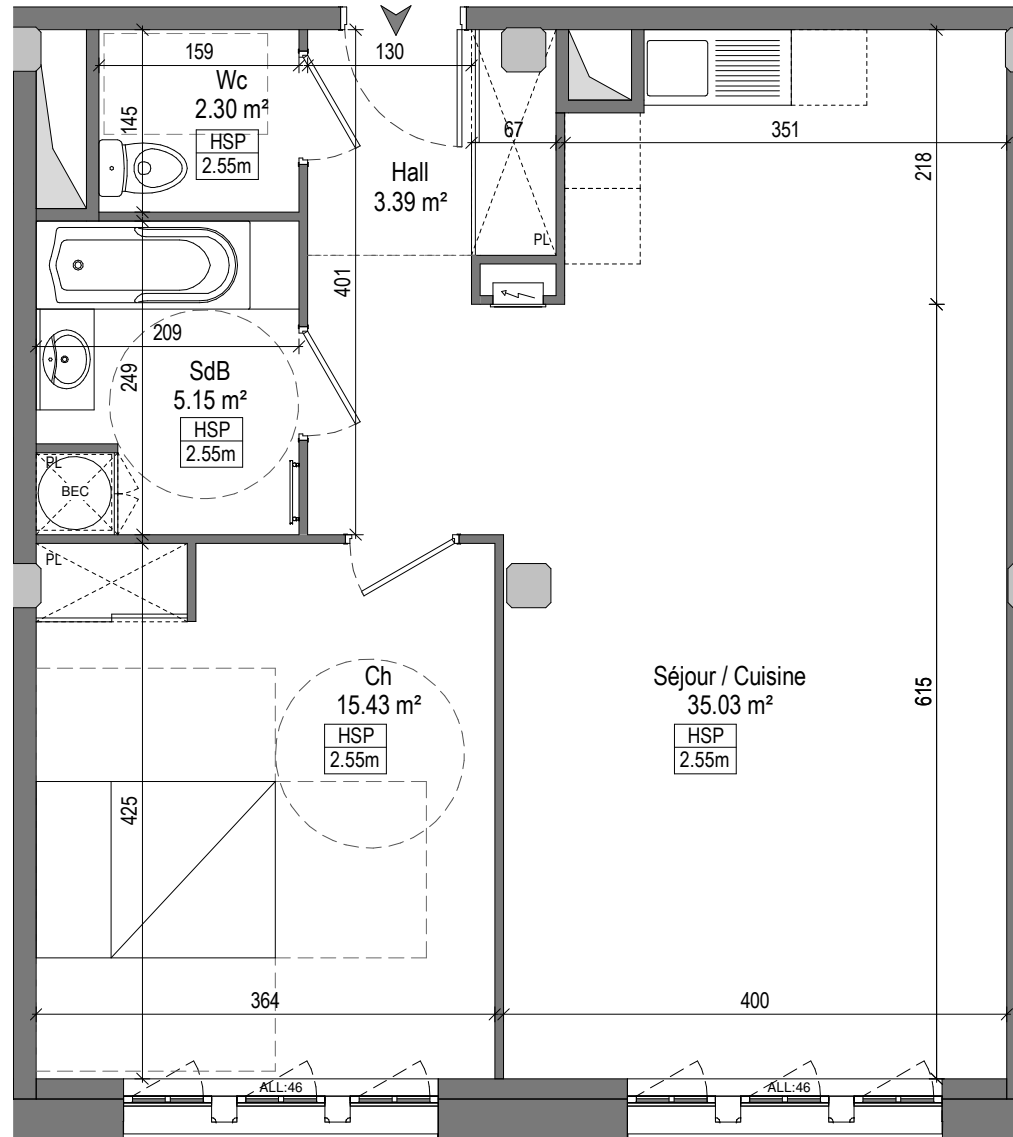 159
130
Wc
2.30 m²
145
HSP
2.55m
67
351
Hall
3.39 m²
218
PL
401
209
249
SdB
5.15 m²
HSP
2.55m
PL
BEC
PL
Ch
15.43 m²
HSP
2.55m
Séjour / Cuisine
35.03 m²
HSP
2.55m
615
425
364
400
ALL:46
ALL:46